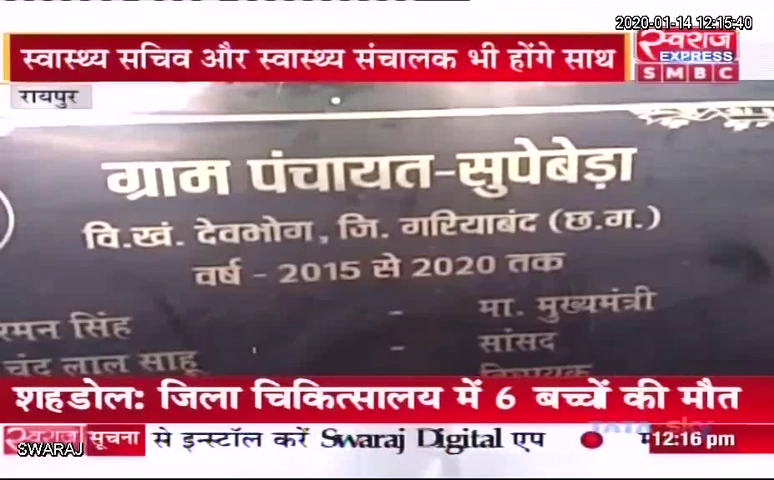 2020-01-14 12:15:40
स्वास्थ्य सचिव और स्वास्थ्य संचालक भी होंगे साथ
स्वराज
EXPRESS
SMBC
रायपुर
ग्राम पंचायत-सुपेबेड़ा
वि.खं. देवभोग, जि. गरियाबंद (छ.ग.)
वर्ष - 2015 से 2020 तक
रमन सिंह - मा. मुख्यमंत्री
चंद लाल साहू - सांसद
शहडोल: जिला चिकित्सालय में 6 बच्चों की मौत
स्वराज सूचना से इन्स्टॉल करें Swaraj Digital एप
TATA Sky
12:16 pm
SWARAJ